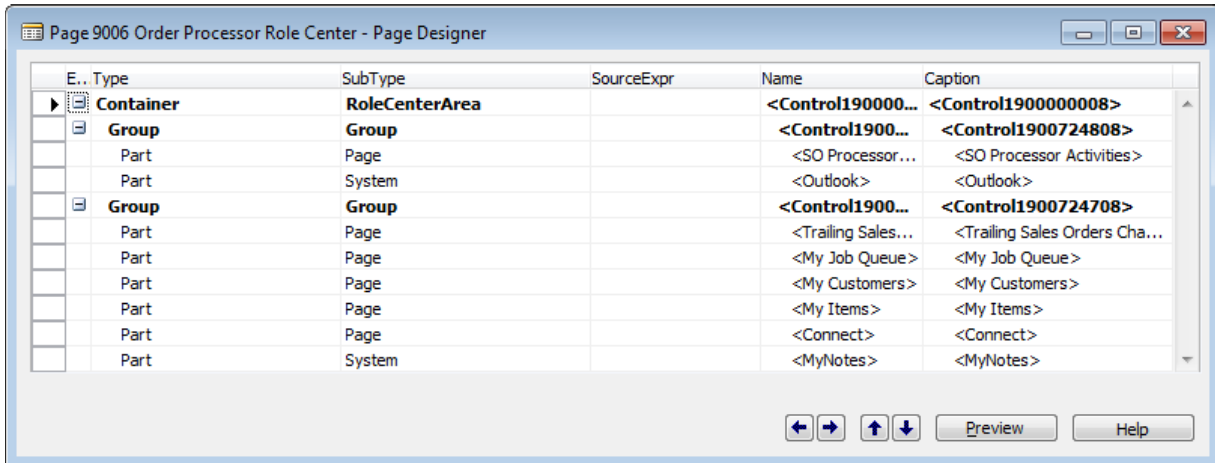 Page 9006 Order Processor Role Center - Page Designer
E.. Type SubType SourceExpr Name Caption
Container RoleCenterArea <Control190000... <Control1900000008>
Group Group <Control1900... <Control1900724808>
Part Page <SO Processor... <SO Processor Activities>
Part System <Outlook> <Outlook>
Group Group <Control1900... <Control1900724708>
Part Page <Trailing Sales... <Trailing Sales Orders Cha...
Part Page <My Job Queue> <My Job Queue>
Part Page <My Customers> <My Customers>
Part Page <My Items> <My Items>
Part Page <Connect> <Connect>
Part System <MyNotes> <MyNotes>
Preview Help